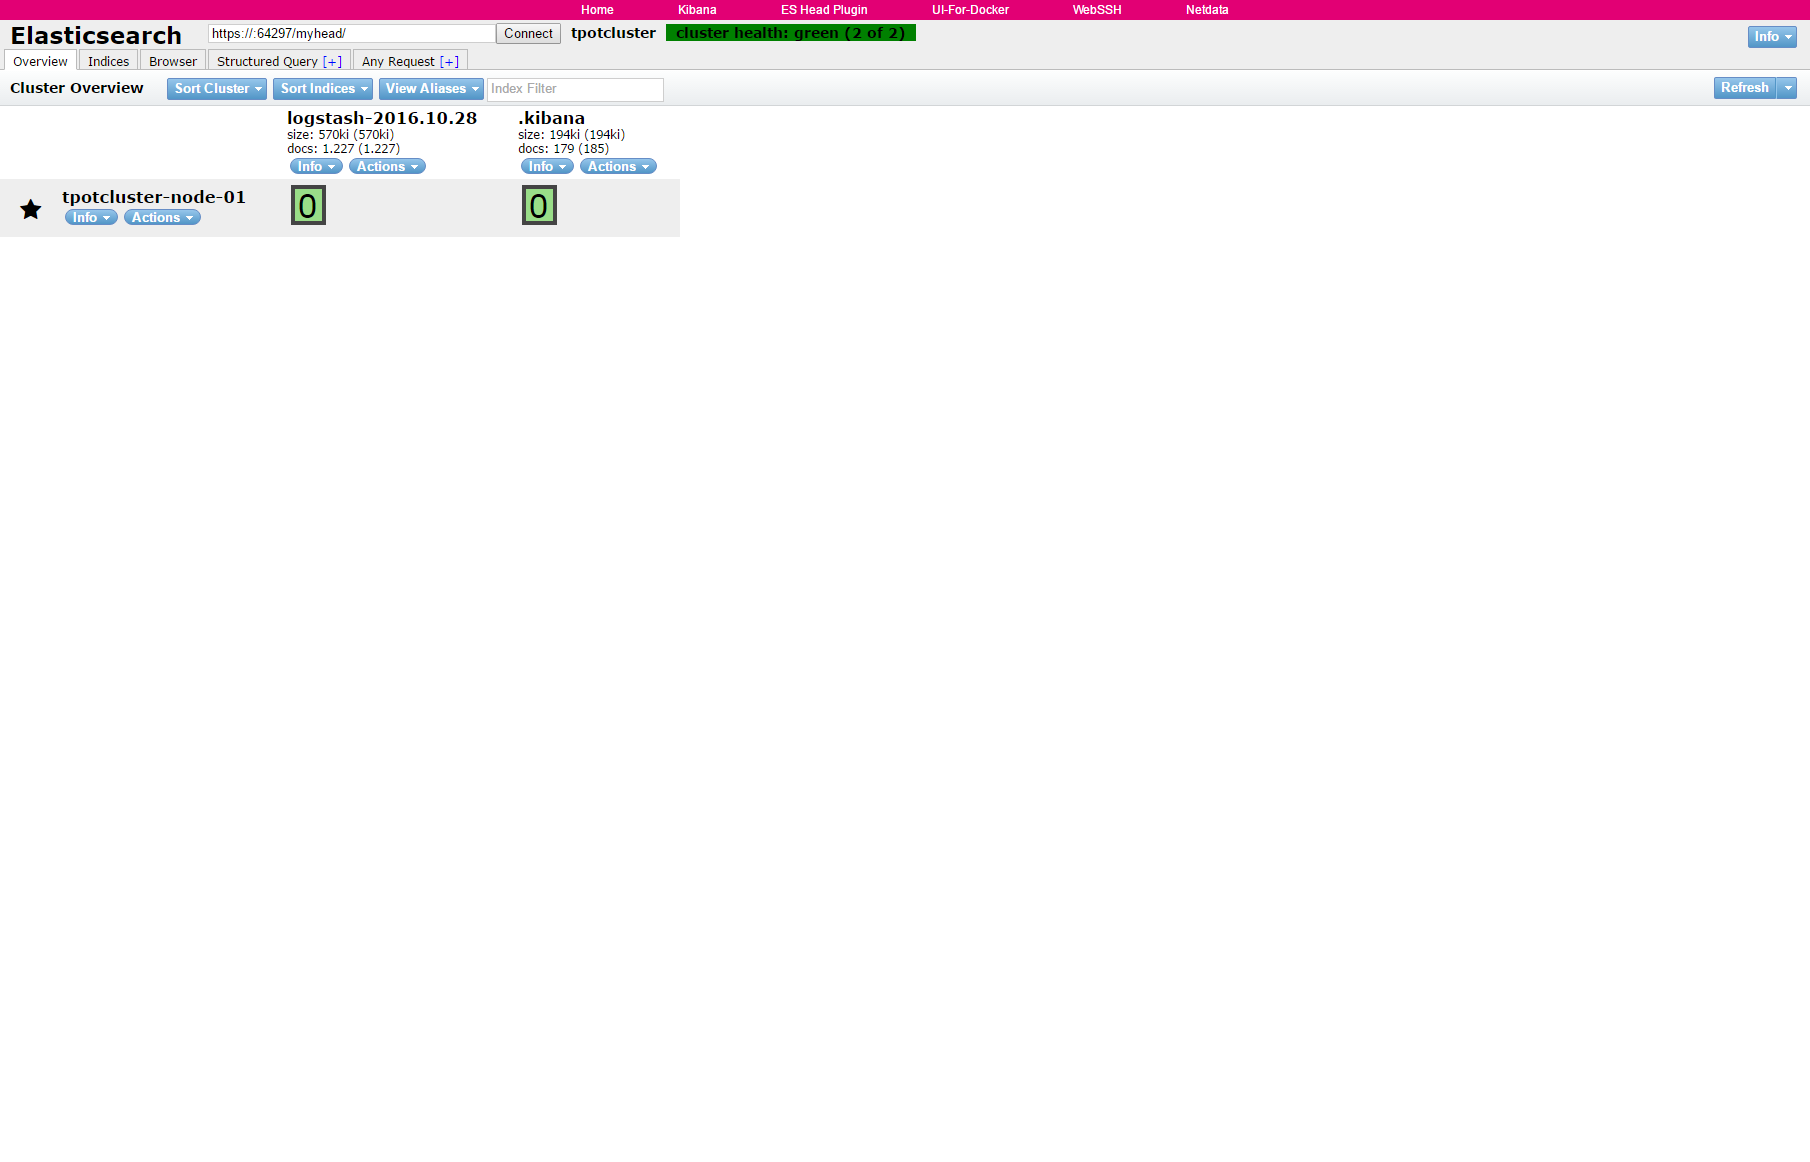 Home Kibana ES Head Plugin UI-For-Docker WebSSH Netdata
Elasticsearch https://:64297/myhead/ Connect tpotcluster cluster health: green (2 of 2) Info
Overview Indices Browser Structured Query [+] Any Request [+]
Cluster Overview Sort Cluster Sort Indices View Aliases Index Filter Refresh
logstash-2016.10.28 .kibana
size: 570ki (570ki) size: 194ki (194ki)
docs: 1.227 (1.227) docs: 179 (185)
Info Actions Info Actions
tpotcluster-node-01 0 0
Info Actions